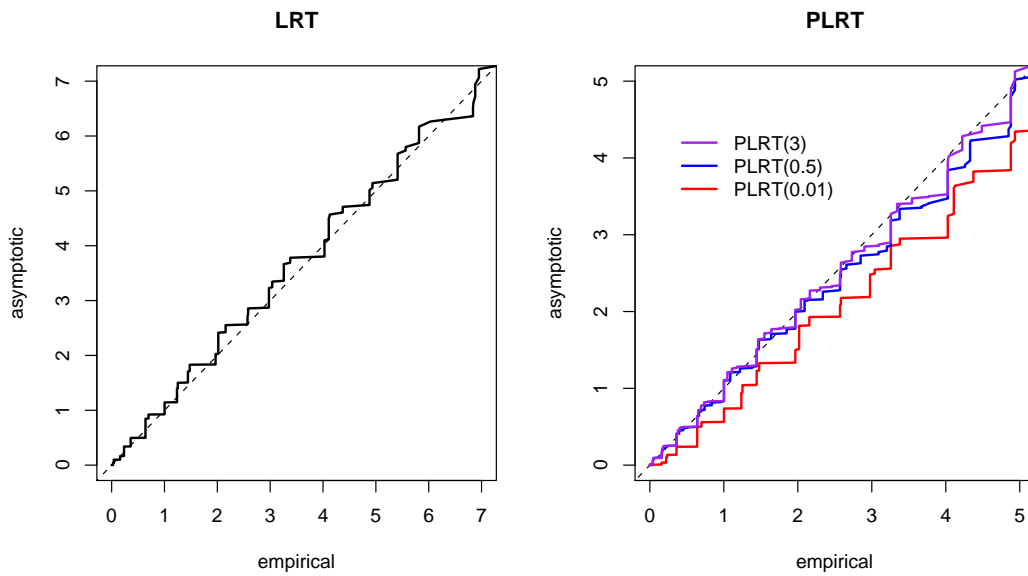 LRT
7
6
5
4
3
2
1
0
asymptotic
0 1 2 3 4 5 6 7
empirical
PLRT
5
4
3
2
1
0
asymptotic
PLRT(3)
PLRT(0.5)
PLRT(0.01)
0 1 2 3 4 5
empirical